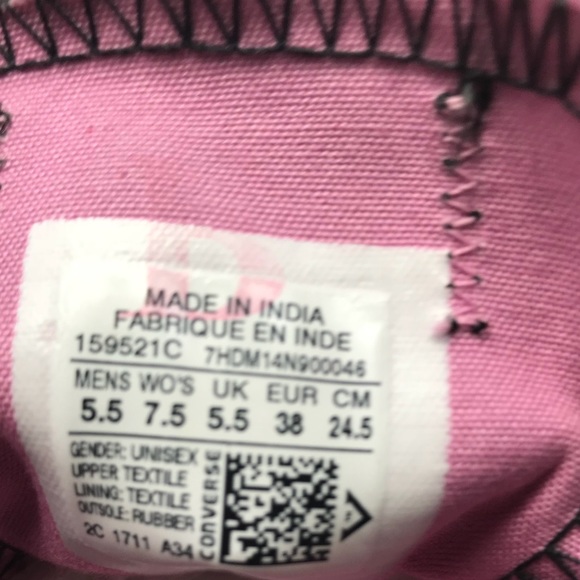 MADE IN INDIA
FABRIQUE EN INDE
159521C 7HDM14N900046
MENS WO'S UK EUR CM
5.5 7.5 5.5 38 24.5
GENDER: UNISEX
UPPER TEXTILE
LINING: TEXTILE
OUTSOLE: RUBBER
2C 1711 A34
CONVERSE